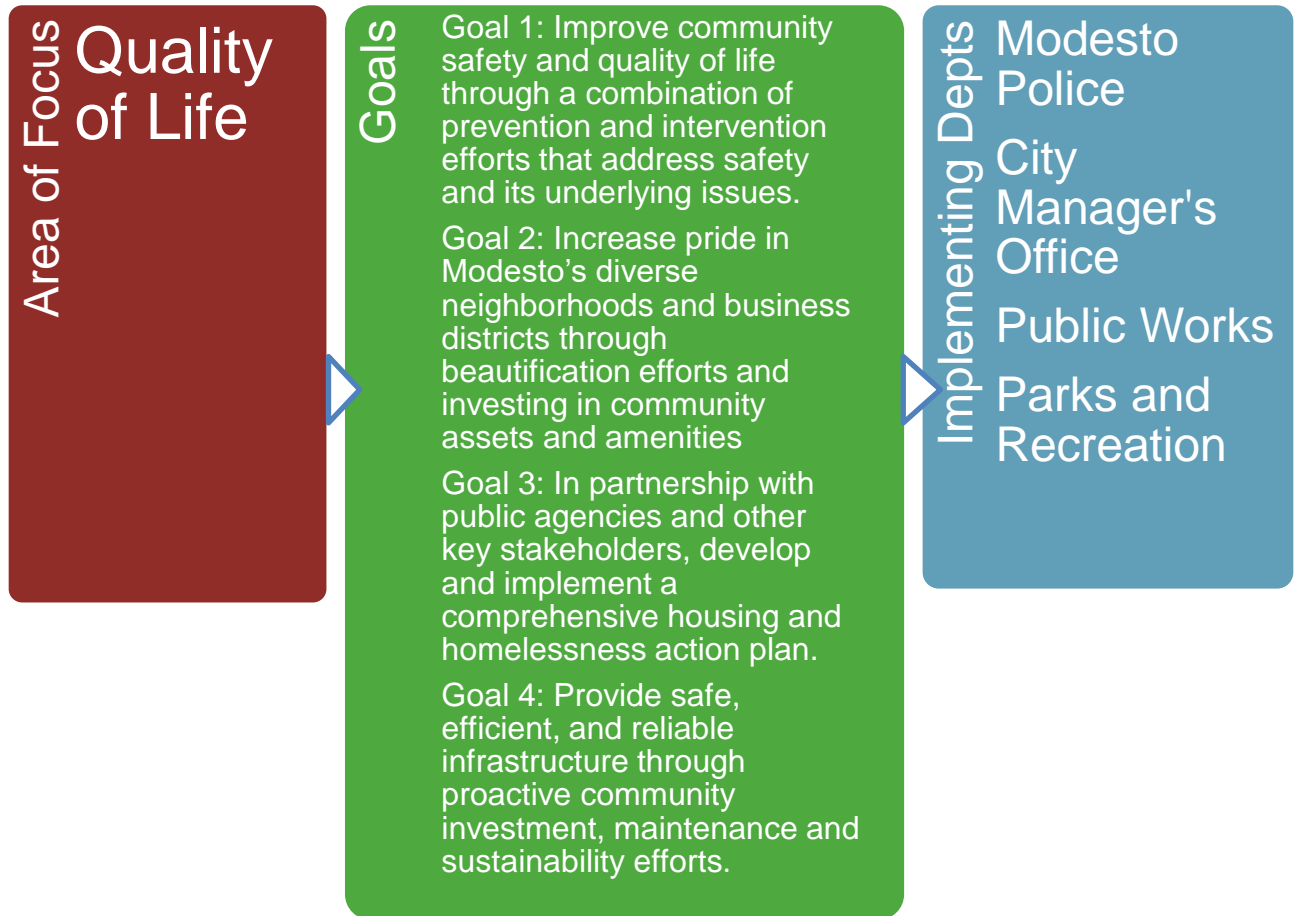 Area of Focus
Quality
of Life
Goals
Goal 1: Improve community
safety and quality of life
through a combination of
prevention and intervention
efforts that address safety
and its underlying issues.
Goal 2: Increase pride in
Modesto’s diverse
neighborhoods and business
districts through
beautification efforts and
investing in community
assets and amenities
Goal 3: In partnership with
public agencies and other
key stakeholders, develop
and implement a
comprehensive housing and
homelessness action plan.
Goal 4: Provide safe,
efficient, and reliable
infrastructure through
proactive community
investment, maintenance and
sustainability efforts.
Implementing Depts
Modesto
Police
City
Manager's
Office
Public Works
Parks and
Recreation